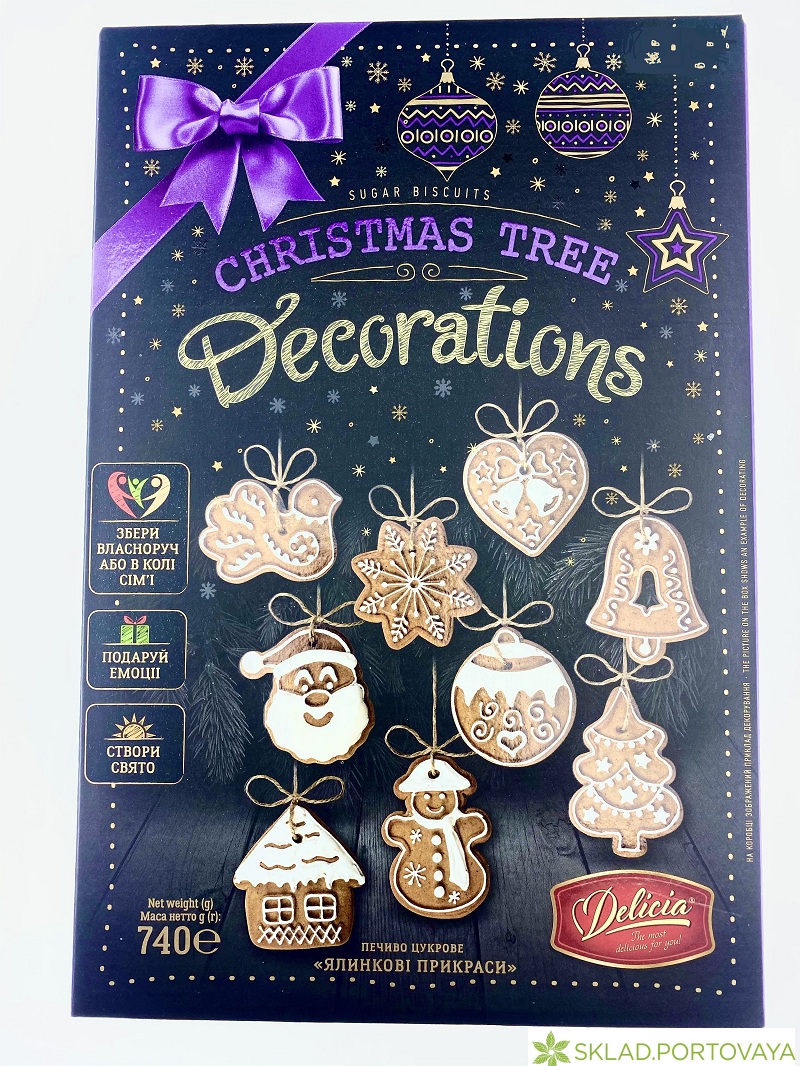 SUGAR BISCUITS
CHRISTMAS TREE
Decorations
ЗБЕРИ
ВЛАСНОРУЧ
АБО В КОЛІ
СІМ'Ї
ПОДАРУЙ
ЕМОЦІЇ
СТВОРИ
СВЯТО
НА КОРОБЦІ ЗОБРАЖЕНИЙ ПРИКЛАД ДЕКОРУВАННЯ · THE PICTURE ON THE BOX SHOWS AN EXAMPLE OF DECORATING
Net weight (g)
Маса нетто g (г):
740℮
ПЕЧИВО ЦУКРОВЕ
«ЯЛИНКОВІ ПРИКРАСИ»
Delicia®
The most
delicious for you!
SKLAD.PORTOVAYA